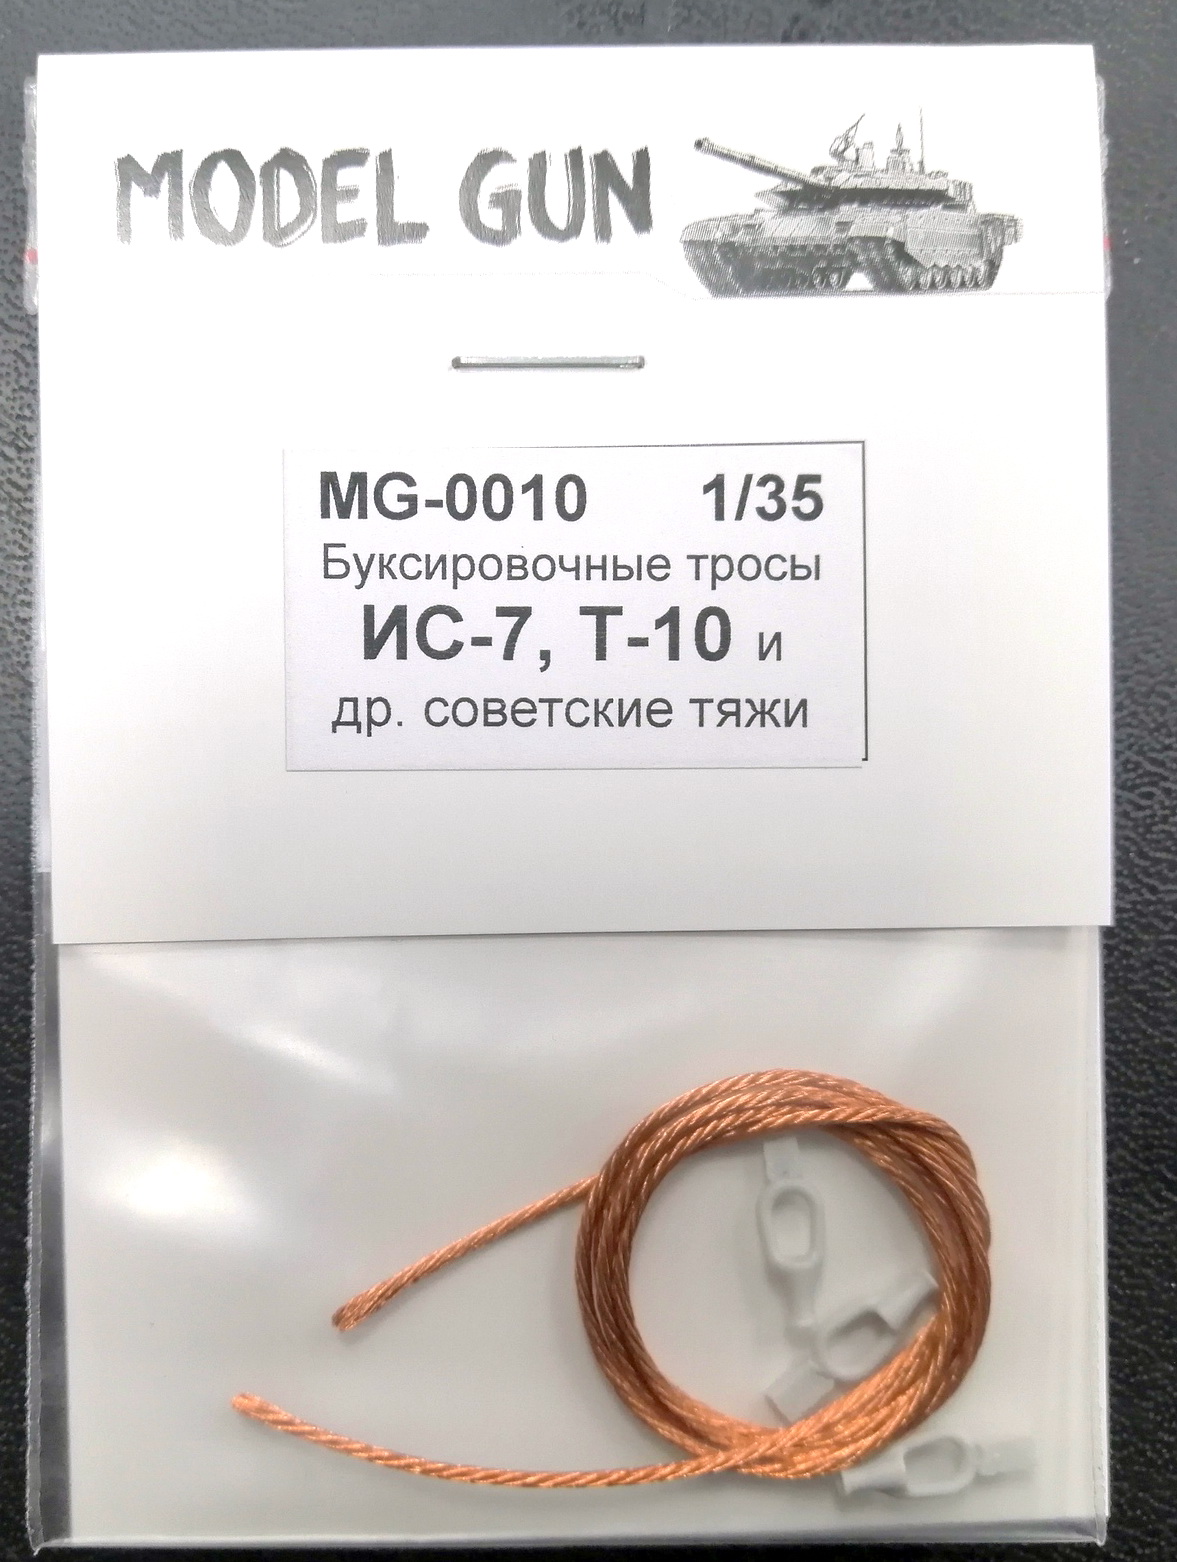 MODEL GUN
MG-0010 1/35
Буксировочные тросы
ИС-7, Т-10 и
др. советские тяжи